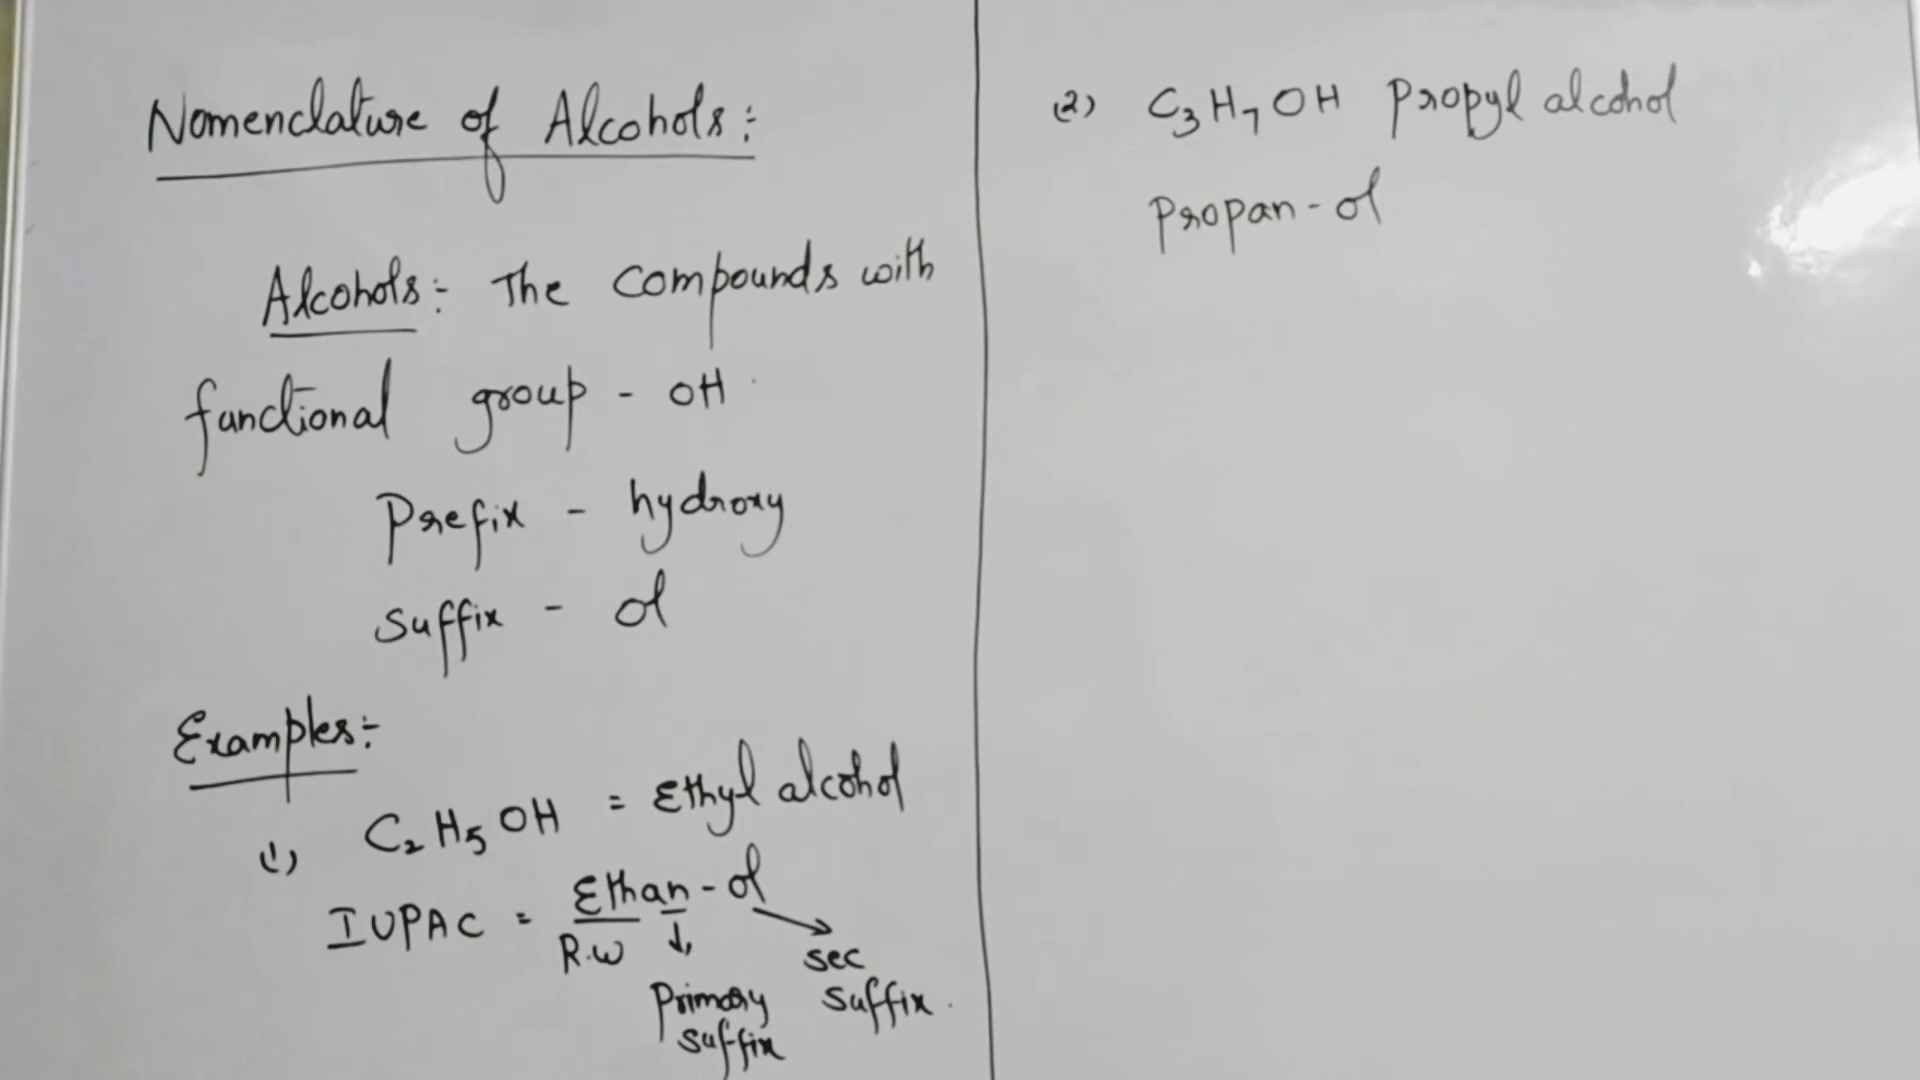 Nomenclature of Alcohols :-
Alcohols :- The compounds with
functional group - OH
Prefix - hydroxy
suffix - ol
Examples :-
(1) C₂H₅OH = Ethyl alcohol
IUPAC = Ethan-ol
R.W sec
Primary suffix
suffix
(2) C₃H₇OH Propyl alcohol
Propan-ol